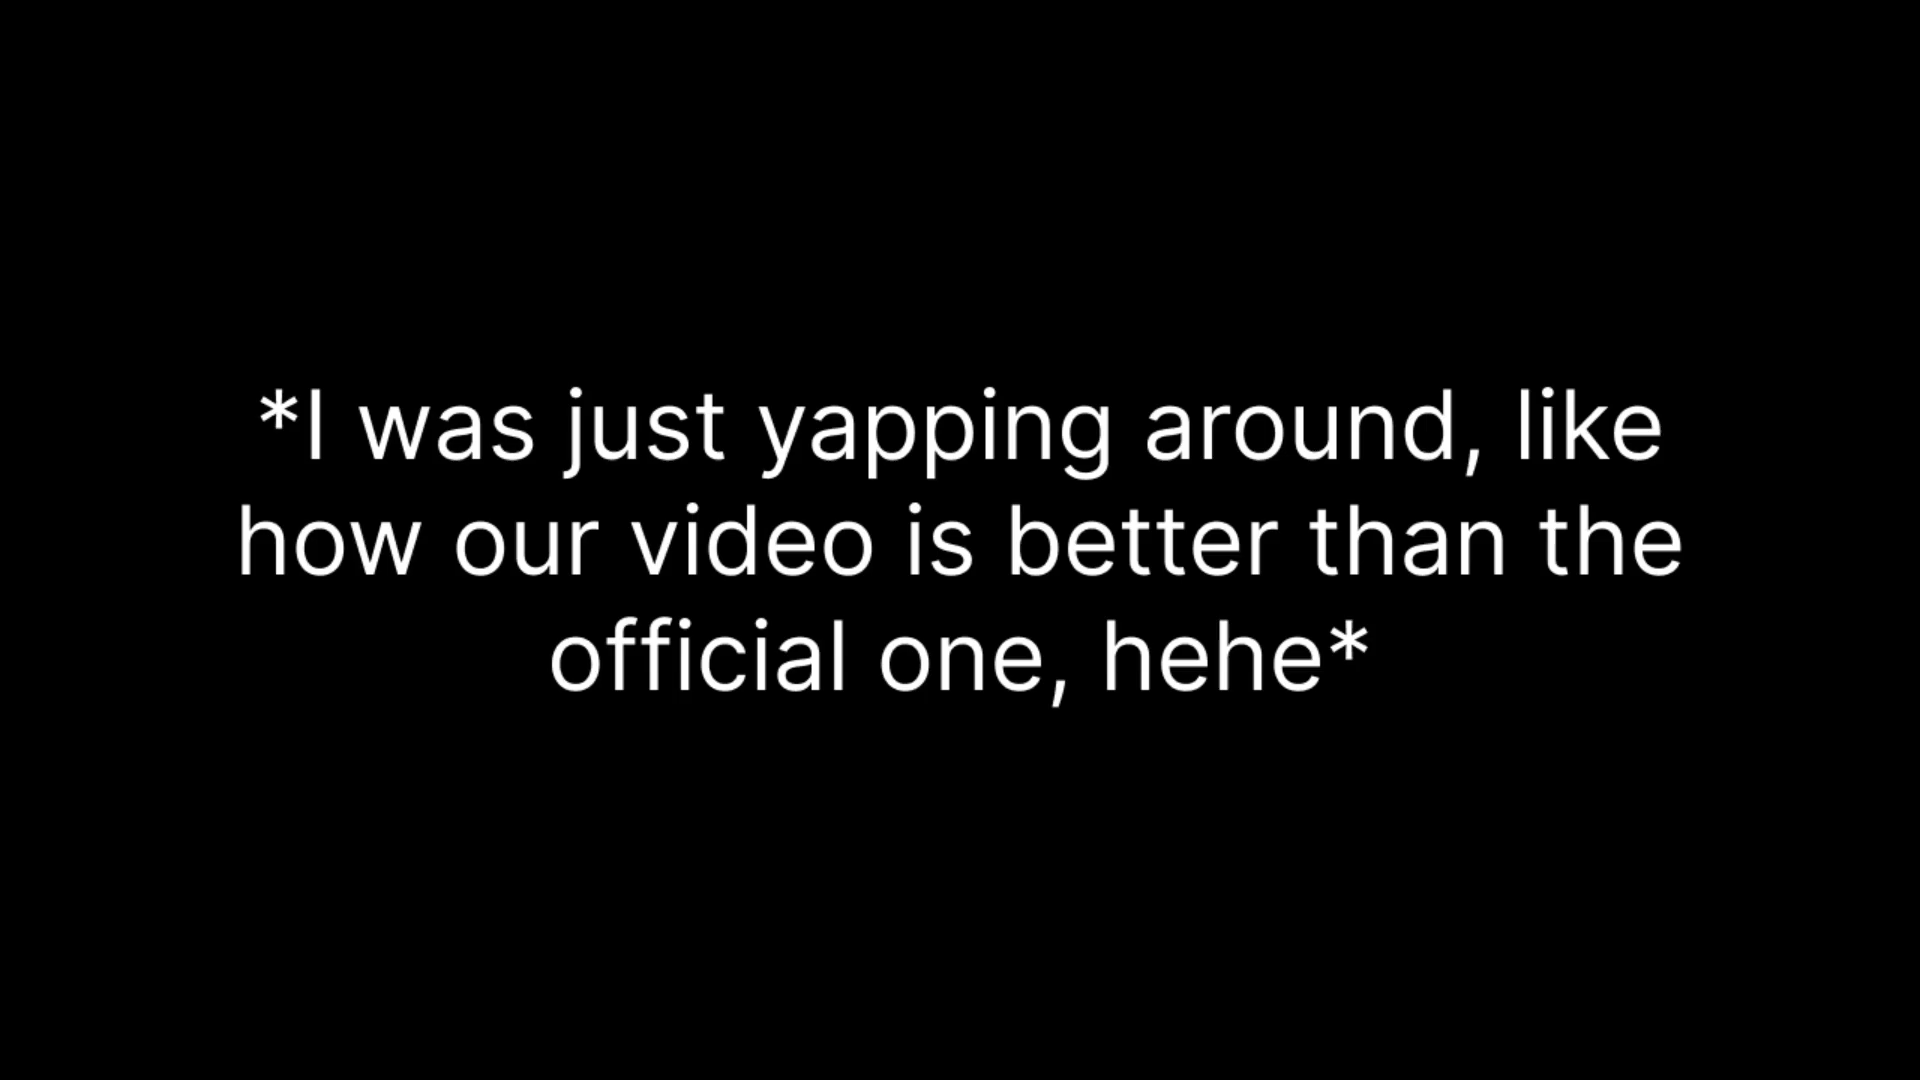 *I was just yapping around, like
how our video is better than the
official one, hehe*